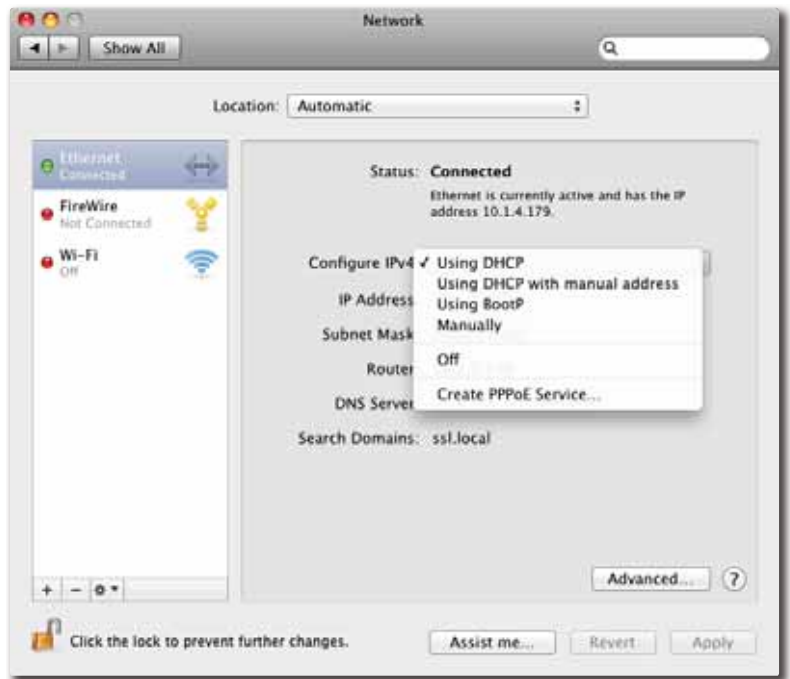 Network
Show All
Location: Automatic
Ethernet
Connected
FireWire
Not Connected
Wi-Fi
Off
Status: Connected
Ethernet is currently active and has the IP
address 10.1.4.179.
Configure IPv4 ✓ Using DHCP
Using DHCP with manual address
IP Address
Using BootP
Subnet Mask
Manually
Router
Off
DNS Server
Create PPPoE Service...
Search Domains: ssl.local
Advanced... ?
+ −
Click the lock to prevent further changes.
Assist me... Revert Apply